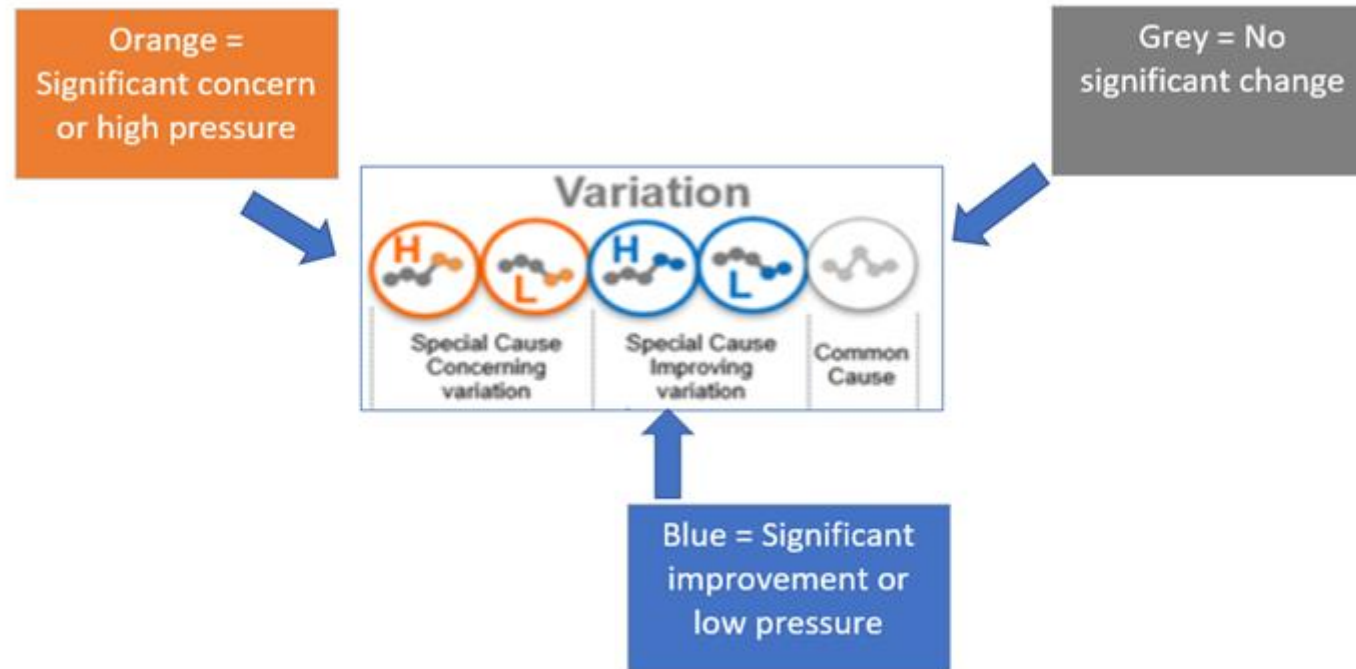 Orange =
Significant concern
or high pressure
Grey = No
significant change
Variation
H
L
H
L
Special Cause
Concerning
variation
Special Cause
Improving
variation
Common
Cause
Blue = Significant
improvement or
low pressure